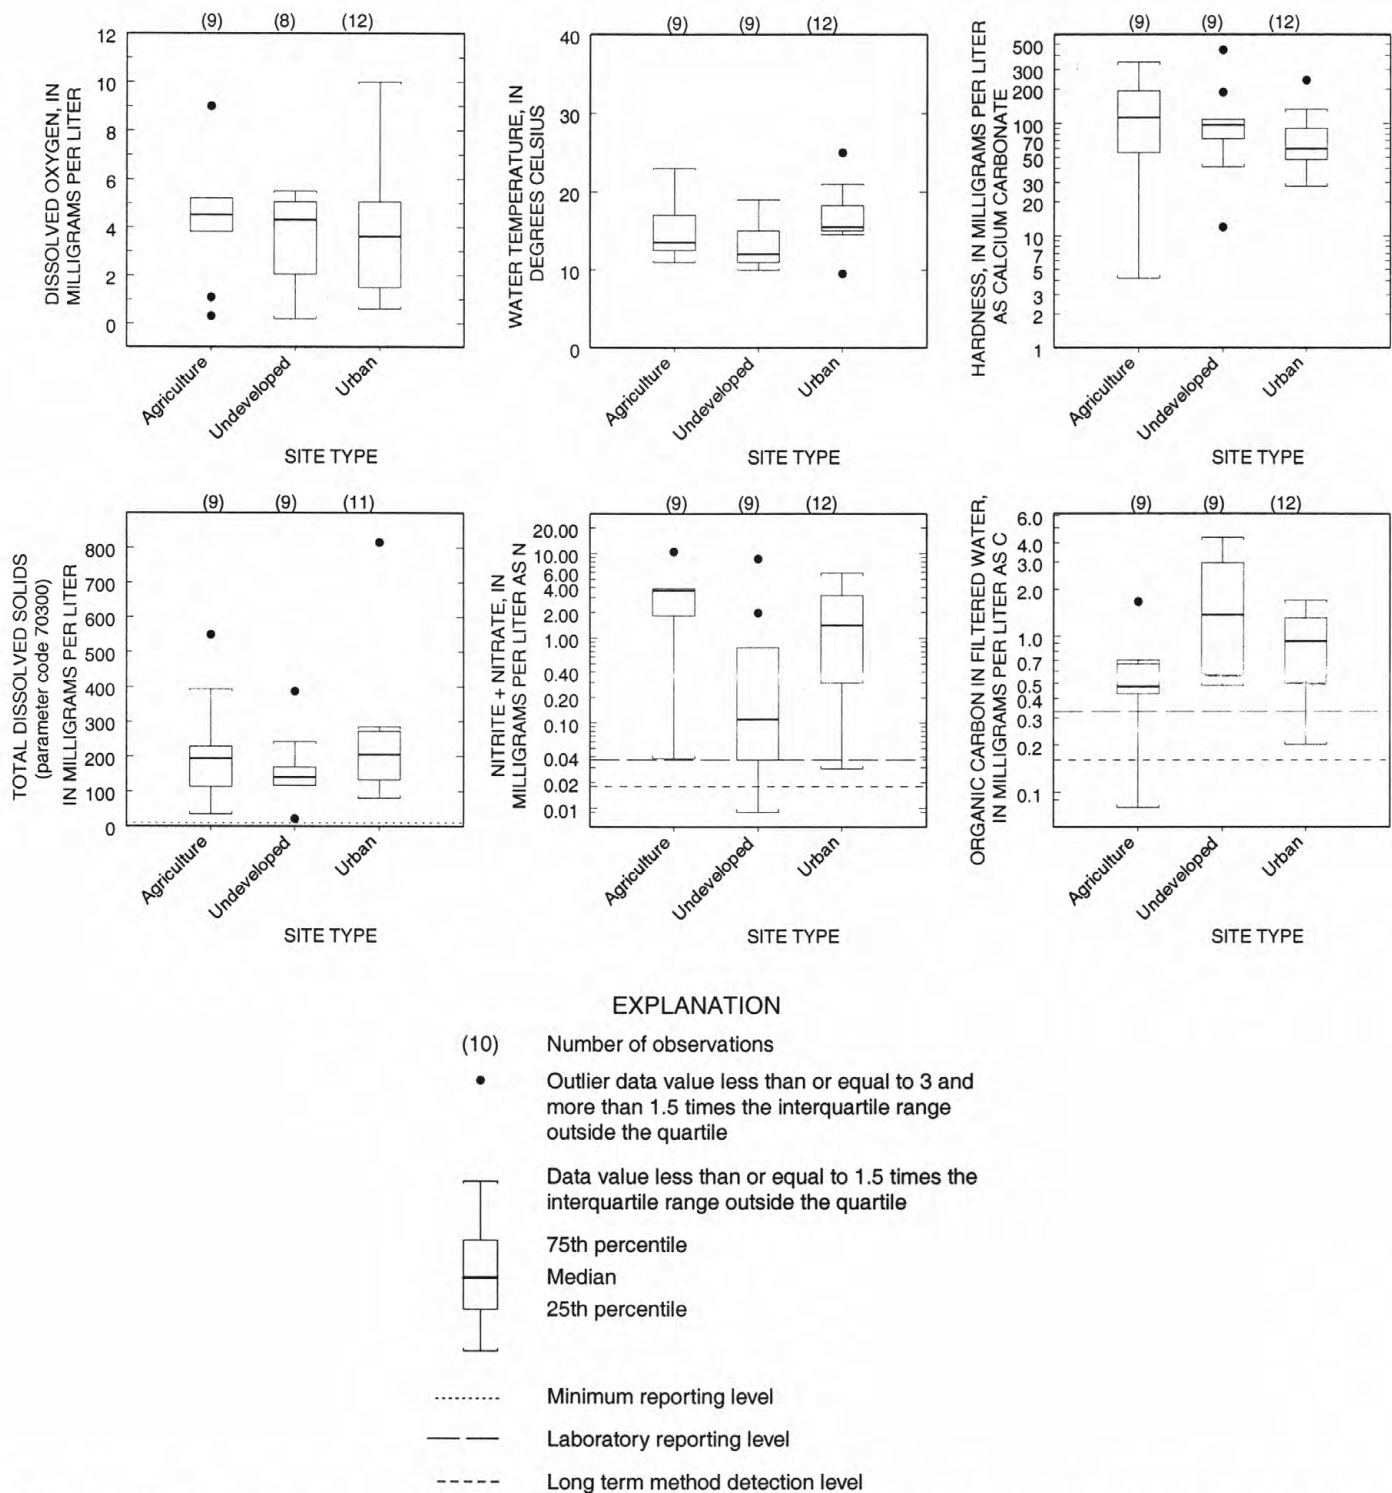 (9) (8) (12)
DISSOLVED OXYGEN, IN
MILLIGRAMS PER LITER
12
10
8
6
4
2
0
Agriculture
Undeveloped
Urban
SITE TYPE
(9) (9) (12)
WATER TEMPERATURE, IN
DEGREES CELSIUS
40
30
20
10
0
Agriculture
Undeveloped
Urban
SITE TYPE
(9) (9) (12)
HARDNESS, IN MILLIGRAMS PER LITER
AS CALCIUM CARBONATE
500
300
200
100
70
50
30
20
10
7
5
3
2
1
Agriculture
Undeveloped
Urban
SITE TYPE
(9) (9) (11)
TOTAL DISSOLVED SOLIDS
(parameter code 70300)
IN MILLIGRAMS PER LITER
800
700
600
500
400
300
200
100
0
Agriculture
Undeveloped
Urban
SITE TYPE
(9) (9) (12)
NITRITE + NITRATE, IN
MILLIGRAMS PER LITER AS N
20.00
10.00
6.00
4.00
2.00
1.00
0.40
0.20
0.10
0.04
0.02
0.01
Agriculture
Undeveloped
Urban
SITE TYPE
(9) (9) (12)
ORGANIC CARBON IN FILTERED WATER,
IN MILLIGRAMS PER LITER AS C
6.0
4.0
3.0
2.0
1.0
0.7
0.5
0.4
0.3
0.2
0.1
Agriculture
Undeveloped
Urban
SITE TYPE
EXPLANATION
(10) Number of observations
Outlier data value less than or equal to 3 and
more than 1.5 times the interquartile range
outside the quartile
Data value less than or equal to 1.5 times the
interquartile range outside the quartile
75th percentile
Median
25th percentile
Minimum reporting level
Laboratory reporting level
Long term method detection level